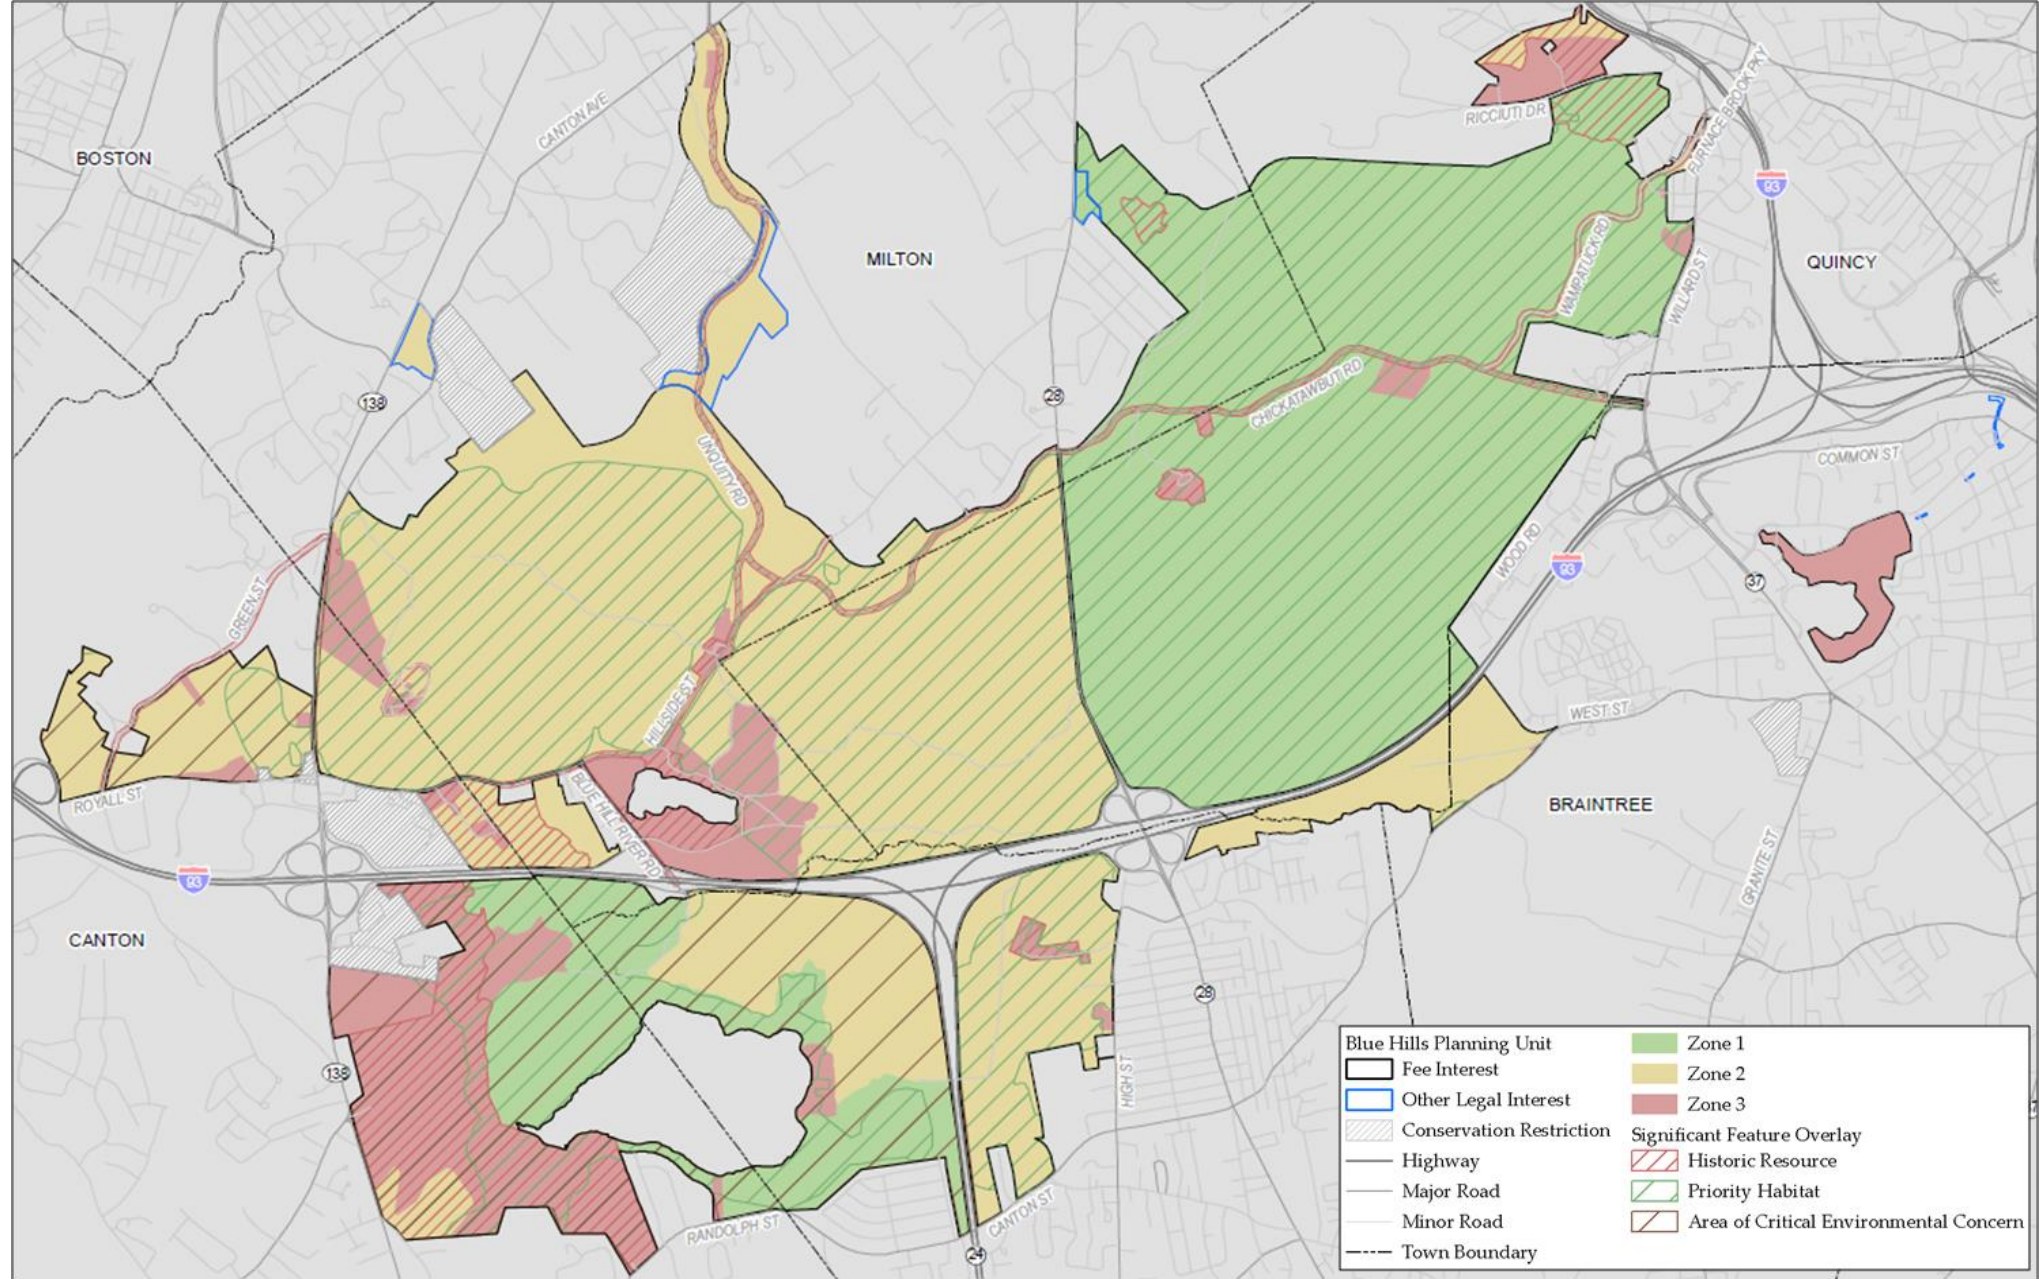 RICCIUTI DR
FURNACE BROOK PKY
CANTON AVE
BOSTON
93
MILTON
QUINCY
WAMPATUCK RD
WILLARD ST
138
28
CHICKATAWBUT RD
UNQUITY RD
COMMON ST
WOOD RD
93
37
GREEN ST
HILLSIDE ST
WEST ST
ROYALL ST
BLUE HILL RIVER RD
BRAINTREE
93
GRANITE ST
CANTON
28
138
HIGH ST
RANDOLPH ST
CANTON ST
24
Blue Hills Planning Unit
Fee Interest
Other Legal Interest
Conservation Restriction
Highway
Major Road
Minor Road
Town Boundary
Zone 1
Zone 2
Zone 3
Significant Feature Overlay
Historic Resource
Priority Habitat
Area of Critical Environmental Concern